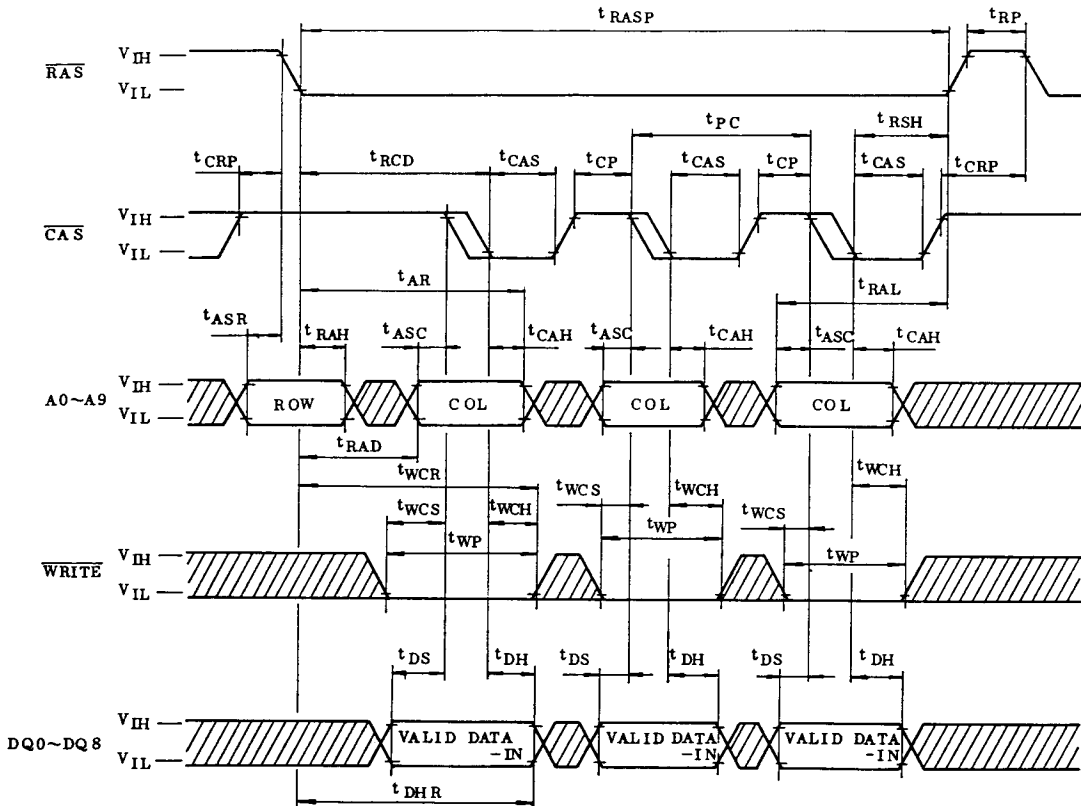 tRASP tRP
RAS VIH
VIL
tPC tRSH
tCRP tRCD tCAS tCP tCAS tCP tCAS tCRP
CAS VIH
VIL
tAR tRAL
tASR tRAH tASC tCAH tASC tCAH tASC tCAH
A0~A9 VIH
VIL
ROW COL COL COL
tRAD
tWCR
tWCS tWCH tWCS tWCH tWCS tWCH
tWP tWP tWP
WRITE VIH
VIL
tDS tDH tDS tDH tDS tDH
DQ0~DQ8 VIH
VIL
VALID DATA VALID DATA VALID DATA
-IN -IN -IN
tDHR